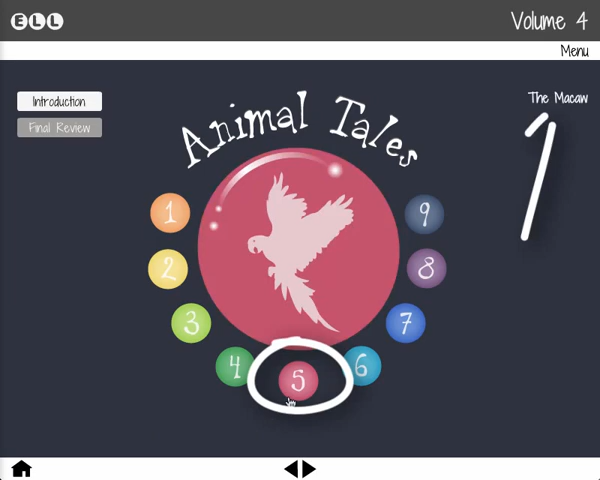 ELL
Volume 4
Menu
Introduction
Final Review
The Macaw
1
Animal Tales
1
2
3
4
5
6
7
8
9